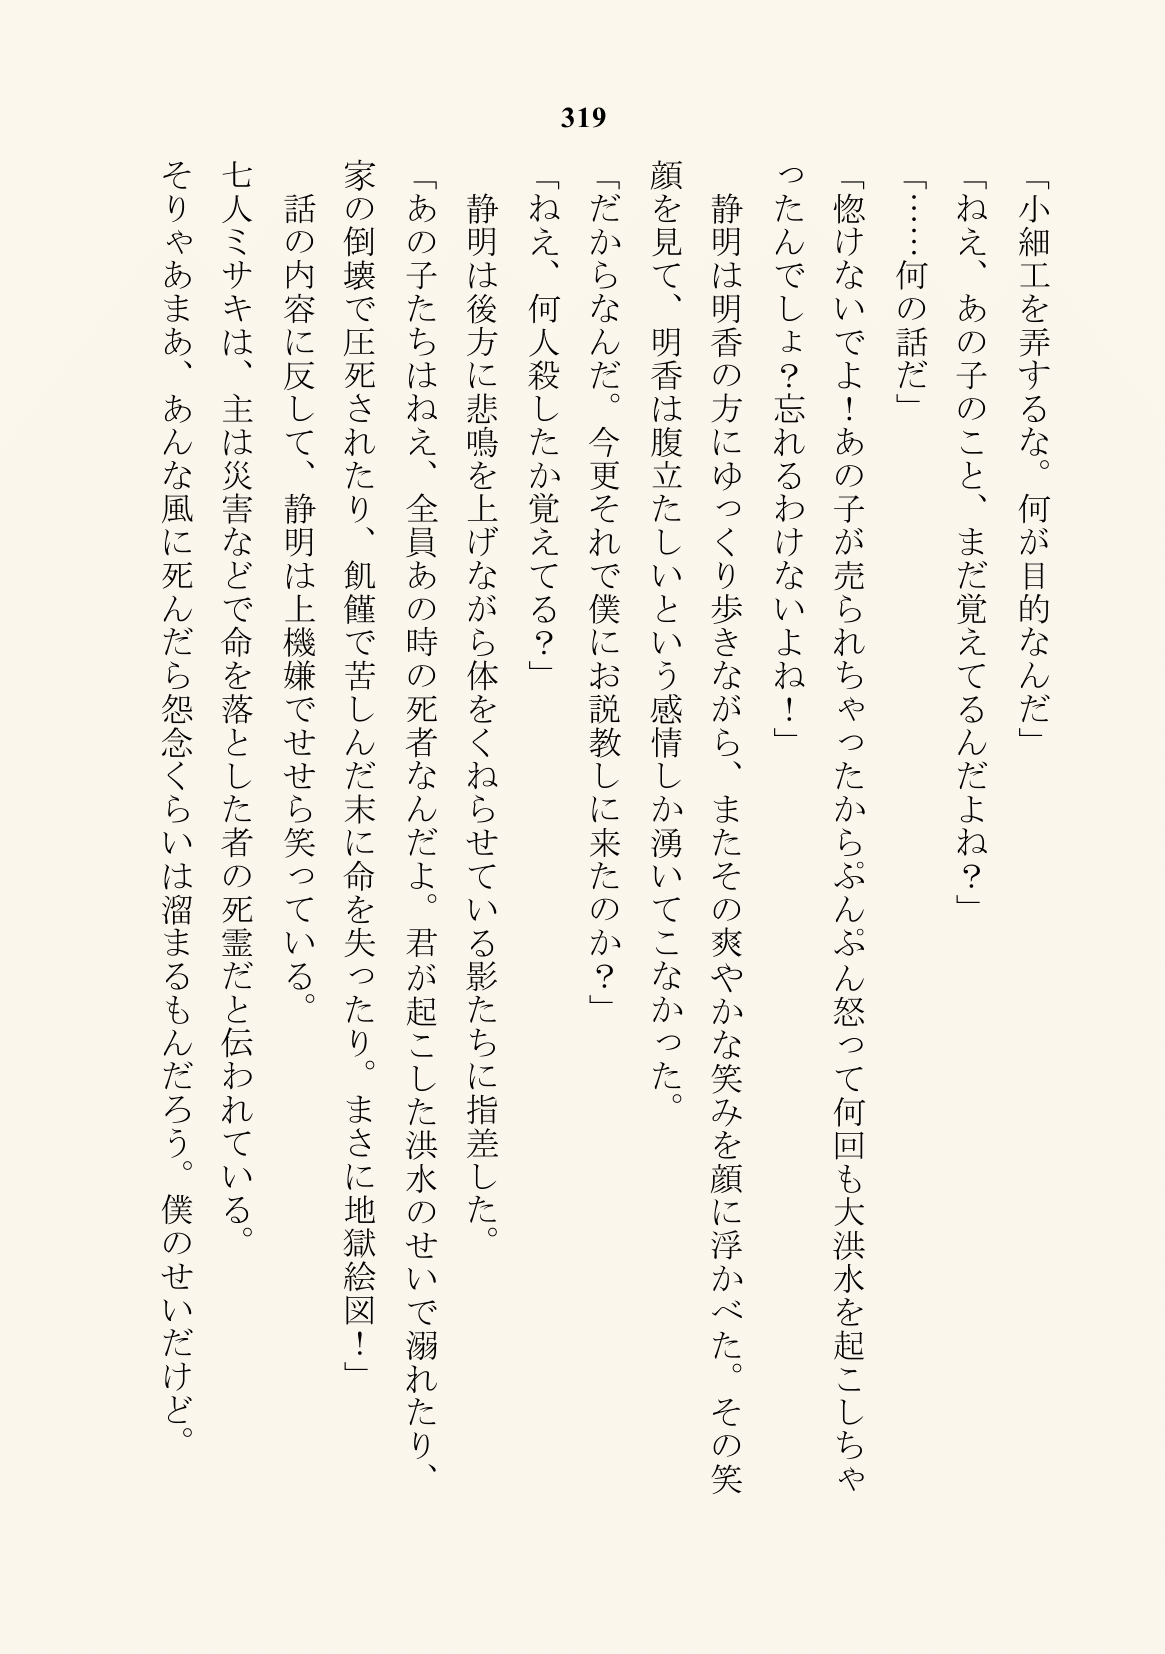 319
「小細工を弄するな。何が目的なんだ」
「ねえ、あの子のこと、まだ覚えてるんだよね？」
「……何の話だ」
「惚けないでよ！あの子が売られちゃったからぷんぷん怒って何回も大洪水を起こしちゃ
ったんでしょ？忘れるわけないよね！」
静明は明香の方にゆっくり歩きながら、またその爽やかな笑みを顔に浮かべた。その笑
顔を見て、明香は腹立たしいという感情しか湧いてこなかった。
「だからなんだ。今更それで僕にお説教しに来たのか？」
「ねえ、何人殺したか覚えてる？」
静明は後方に悲鳴を上げながら体をくねらせている影たちに指差した。
「あの子たちはねえ、全員あの時の死者なんだよ。君が起こした洪水のせいで溺れたり、
家の倒壊で圧死されたり、飢饉で苦しんだ末に命を失ったり。まさに地獄絵図！」
話の内容に反して、静明は上機嫌でせせら笑っている。
七人ミサキは、主は災害などで命を落とした者の死霊だと伝われている。
そりゃあまあ、あんな風に死んだら怨念くらいは溜まるもんだろう。僕のせいだけど。